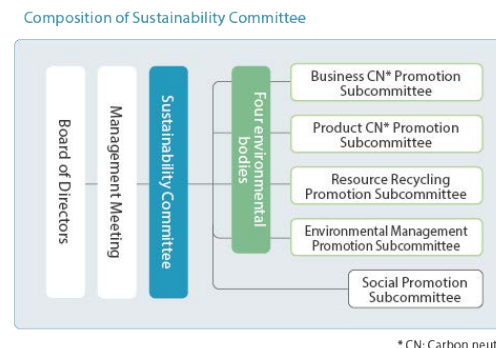 Composition of Sustainability Committee
Board of Directors
Management Meeting
Sustainability Committee
Four environmental
bodies
Business CN* Promotion
Subcommittee
Product CN* Promotion
Subcommittee
Resource Recycling
Promotion Subcommittee
Environmental Management
Promotion Subcommittee
Social Promotion
Subcommittee
* CN: Carbon neut